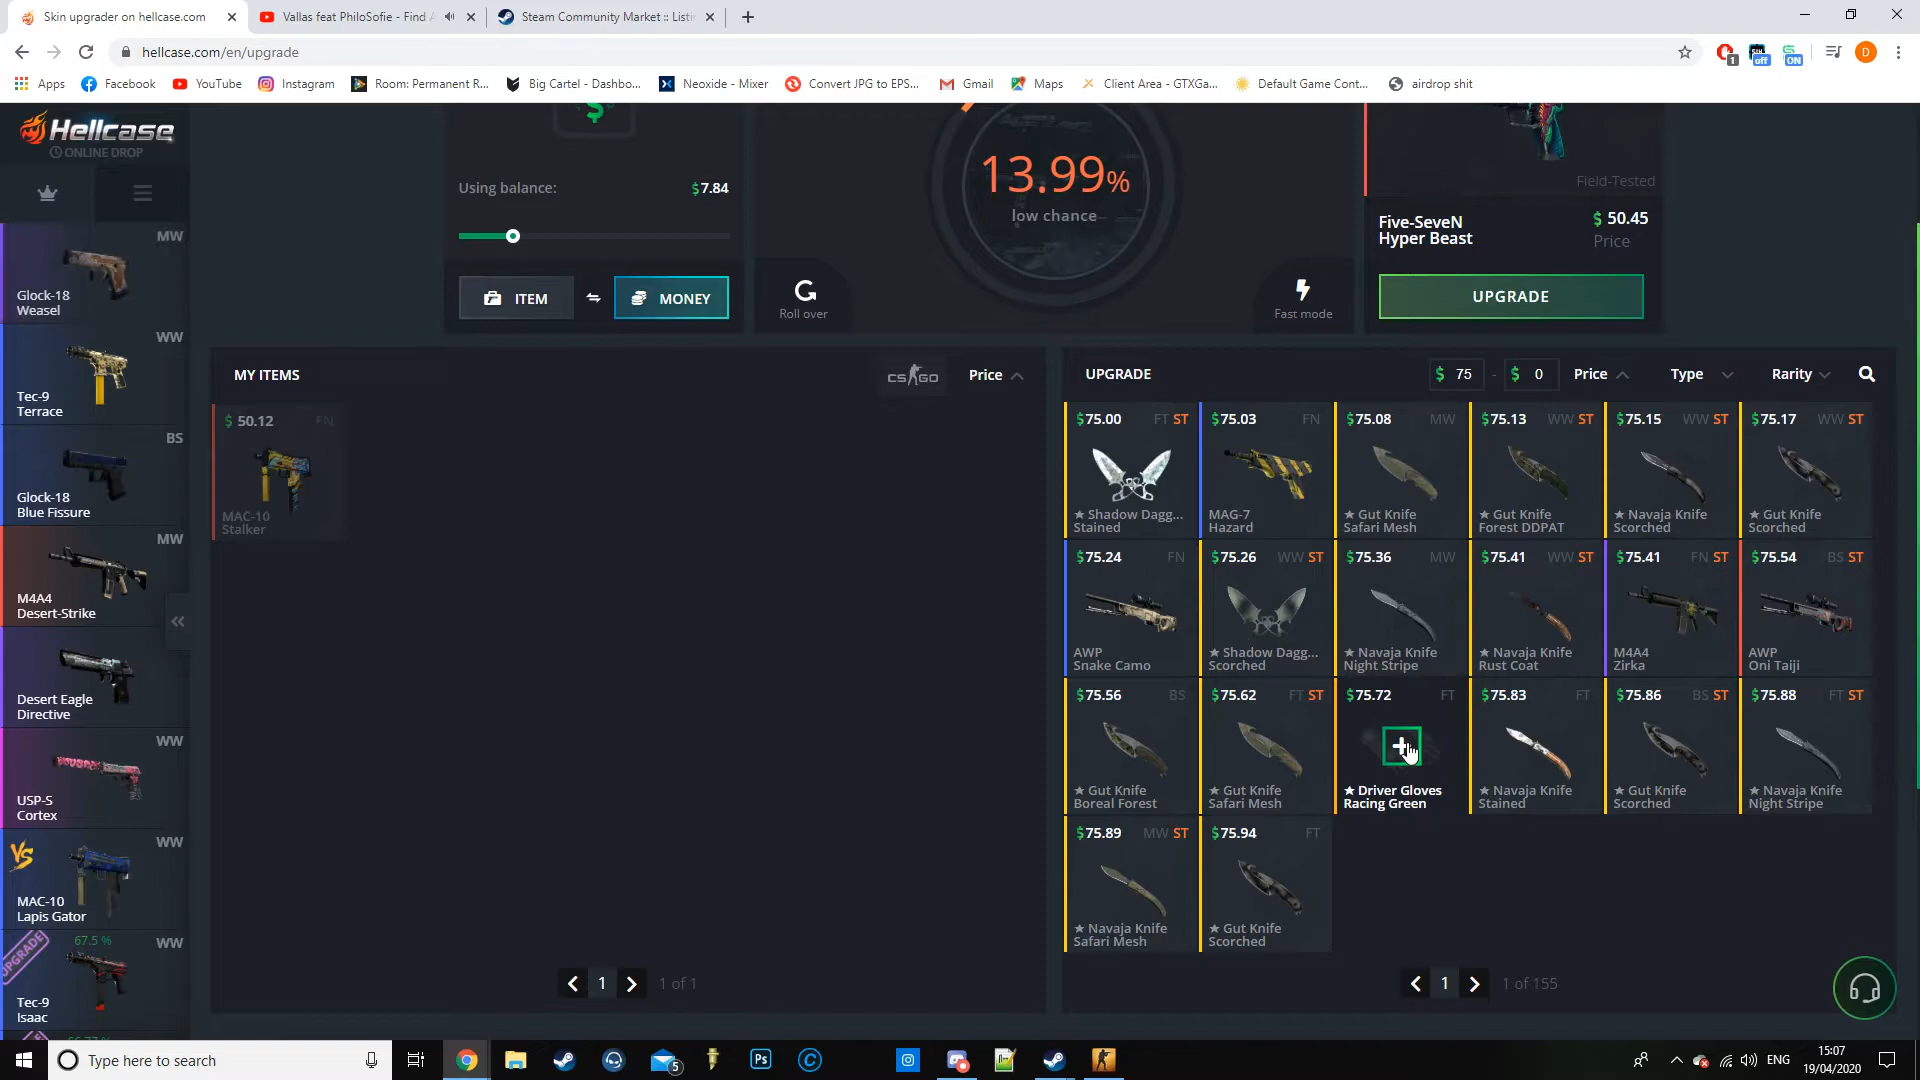 Skin upgrader on hellcase.com
Vallas feat PhiloSofie - Find
Steam Community Market :: Listi
hellcase.com/en/upgrade
1
off
ON
D
Apps
Facebook
YouTube
Instagram
Room: Permanent R...
Big Cartel - Dashbo...
Neoxide - Mixer
Convert JPG to EPS...
Gmail
Maps
Client Area - GTXGa...
Default Game Cont...
airdrop shit
Hellcase
ONLINE DROP
MW
Glock-18
Weasel
WW
Tec-9
Terrace
BS
Glock-18
Blue Fissure
MW
M4A4
Desert-Strike
Desert Eagle
Directive
WW
USP-S
Cortex
VS
WW
MAC-10
Lapis Gator
UPGRADE
67.5 %
WW
Tec-9
Isaac
Using balance:
$7.84
ITEM
MONEY
13.99%
low chance
Roll over
Fast mode
Field-Tested
Five-SeveN
Hyper Beast
$ 50.45
Price
UPGRADE
MY ITEMS
CS GO
Price
$ 50.12
FN
MAC-10
Stalker
1
1 of 1
UPGRADE
$ 75
-
$ 0
Price
Type
Rarity
$75.00 FT ST
★ Shadow Dagg...
Stained
$75.03 FN
MAG-7
Hazard
$75.08 MW
★ Gut Knife
Safari Mesh
$75.13 WW ST
★ Gut Knife
Forest DDPAT
$75.15 WW ST
★ Navaja Knife
Scorched
$75.17 WW ST
★ Gut Knife
Scorched
$75.24 FN
AWP
Snake Camo
$75.26 WW ST
★ Shadow Dagg...
Scorched
$75.36 MW
★ Navaja Knife
Night Stripe
$75.41 WW ST
★ Navaja Knife
Rust Coat
$75.41 FN ST
M4A4
Zirka
$75.54 BS ST
AWP
Oni Taiji
$75.56 BS
★ Gut Knife
Boreal Forest
$75.62 FT ST
★ Gut Knife
Safari Mesh
$75.72 FT
★ Driver Gloves
Racing Green
$75.83 FT
★ Navaja Knife
Stained
$75.86 BS ST
★ Gut Knife
Scorched
$75.88 FT ST
★ Navaja Knife
Night Stripe
$75.89 MW ST
★ Navaja Knife
Safari Mesh
$75.94 FT
★ Gut Knife
Scorched
1
1 of 155
Type here to search
5
Ps
ENG
15:07
19/04/2020